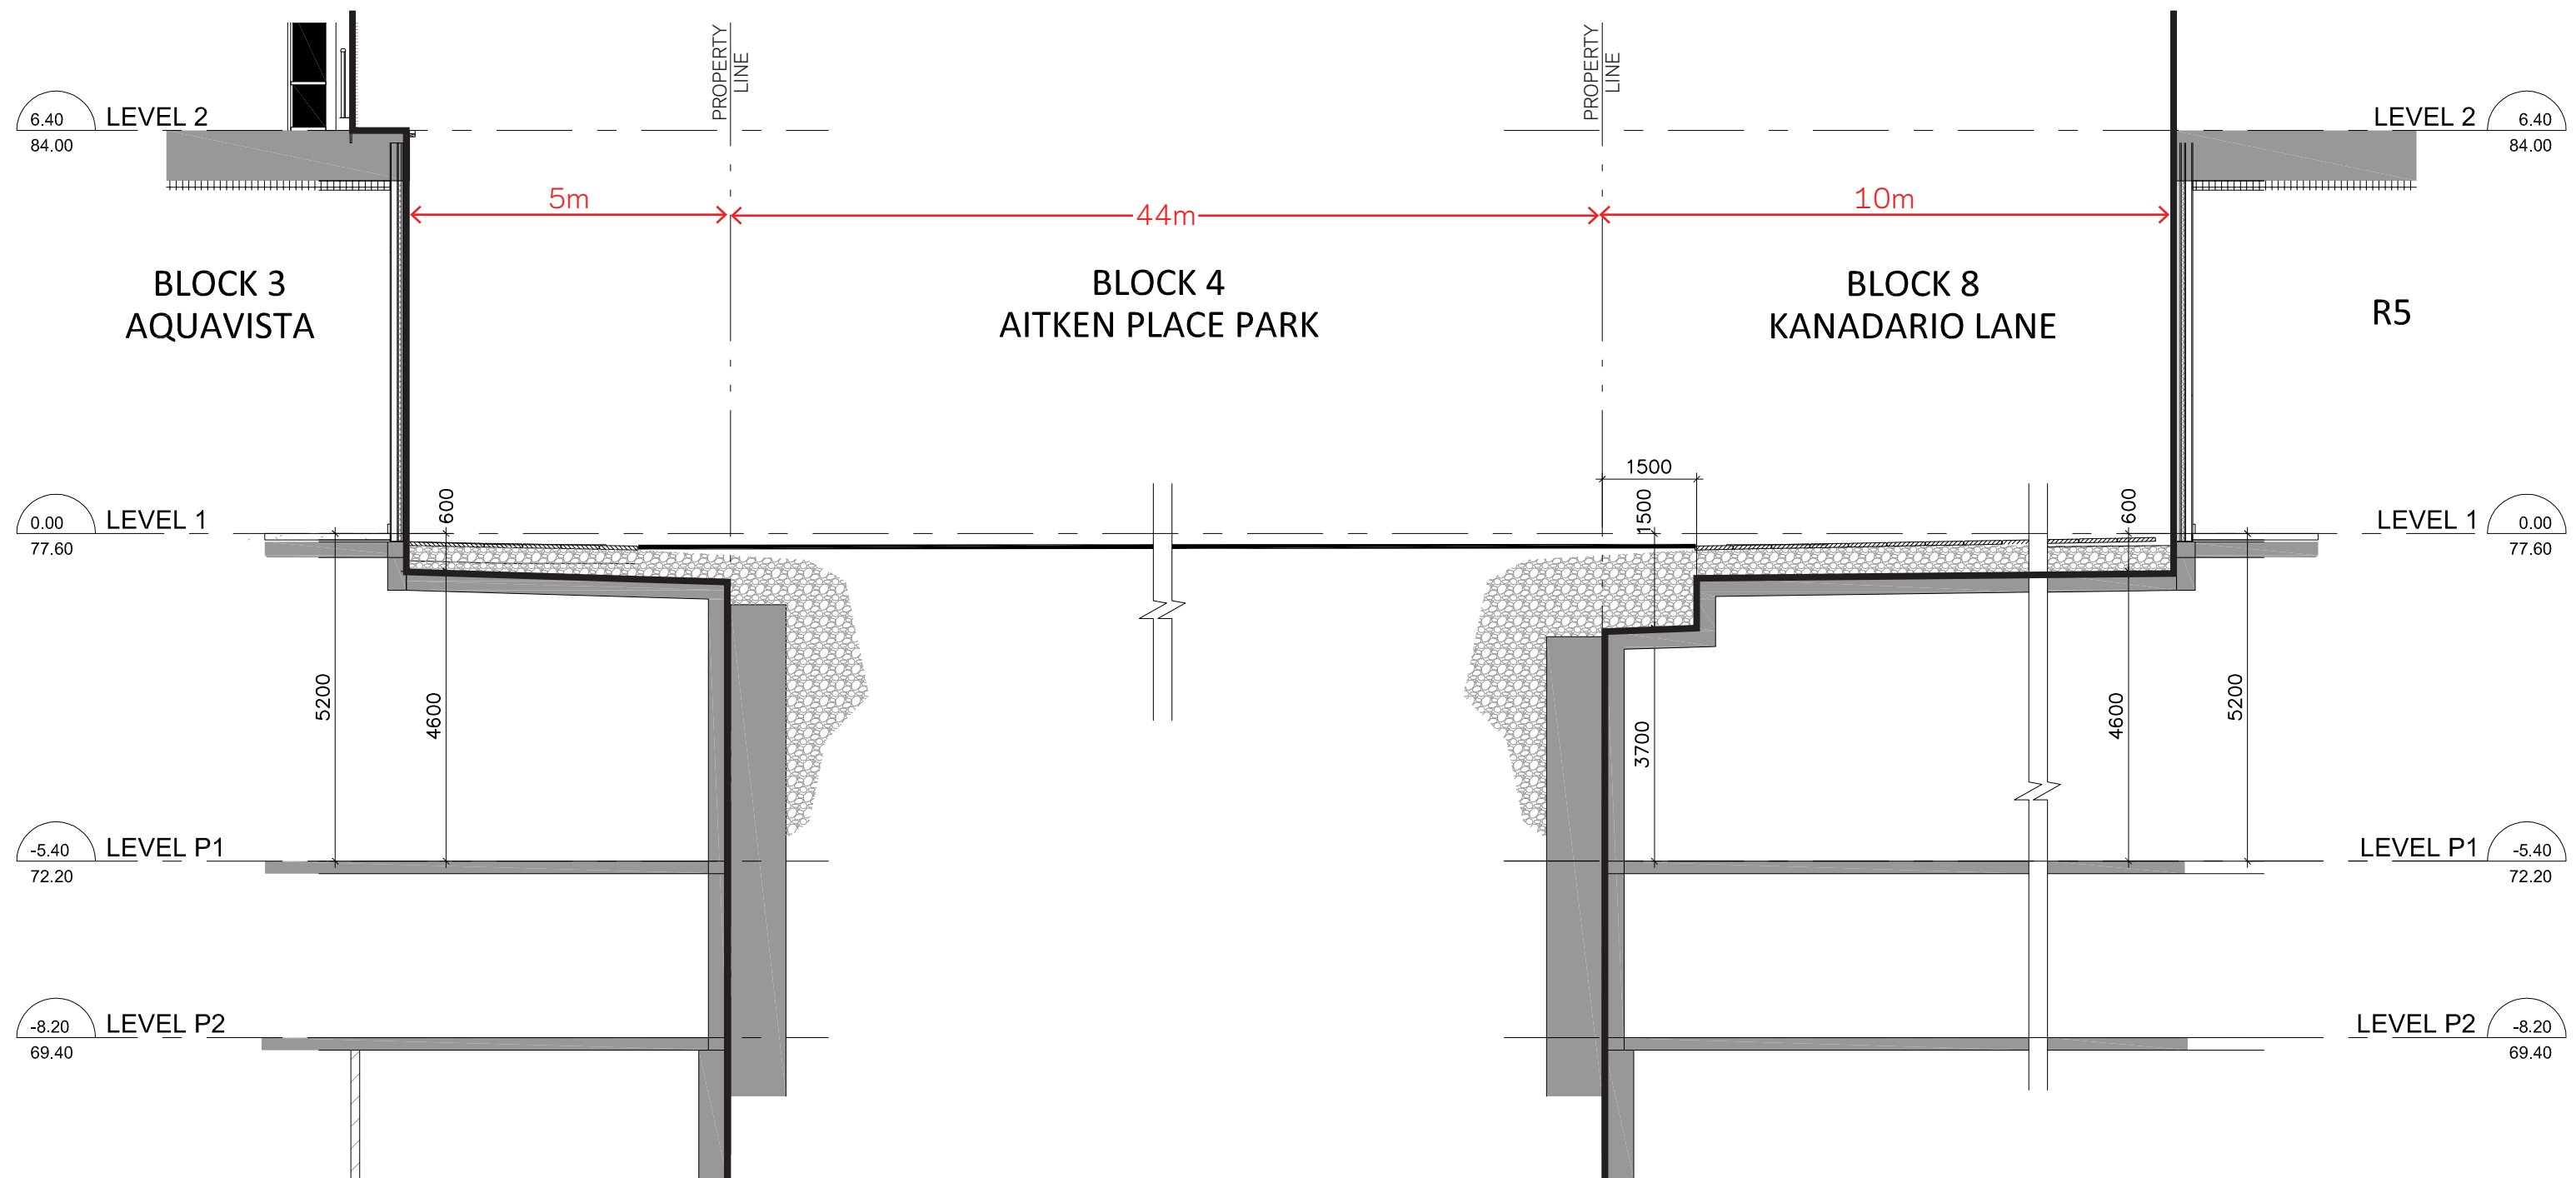 PROPERTY
LINE
PROPERTY
LINE
6.40
84.00
LEVEL 2
LEVEL 2
6.40
84.00
5m
44m
10m
BLOCK 3
AQUAVISTA
BLOCK 4
AITKEN PLACE PARK
BLOCK 8
KANADARIO LANE
R5
1500
600
1500
600
0.00
77.60
LEVEL 1
LEVEL 1
0.00
77.60
5200
4600
3700
4600
5200
-5.40
72.20
LEVEL P1
LEVEL P1
-5.40
72.20
-8.20
69.40
LEVEL P2
LEVEL P2
-8.20
69.40